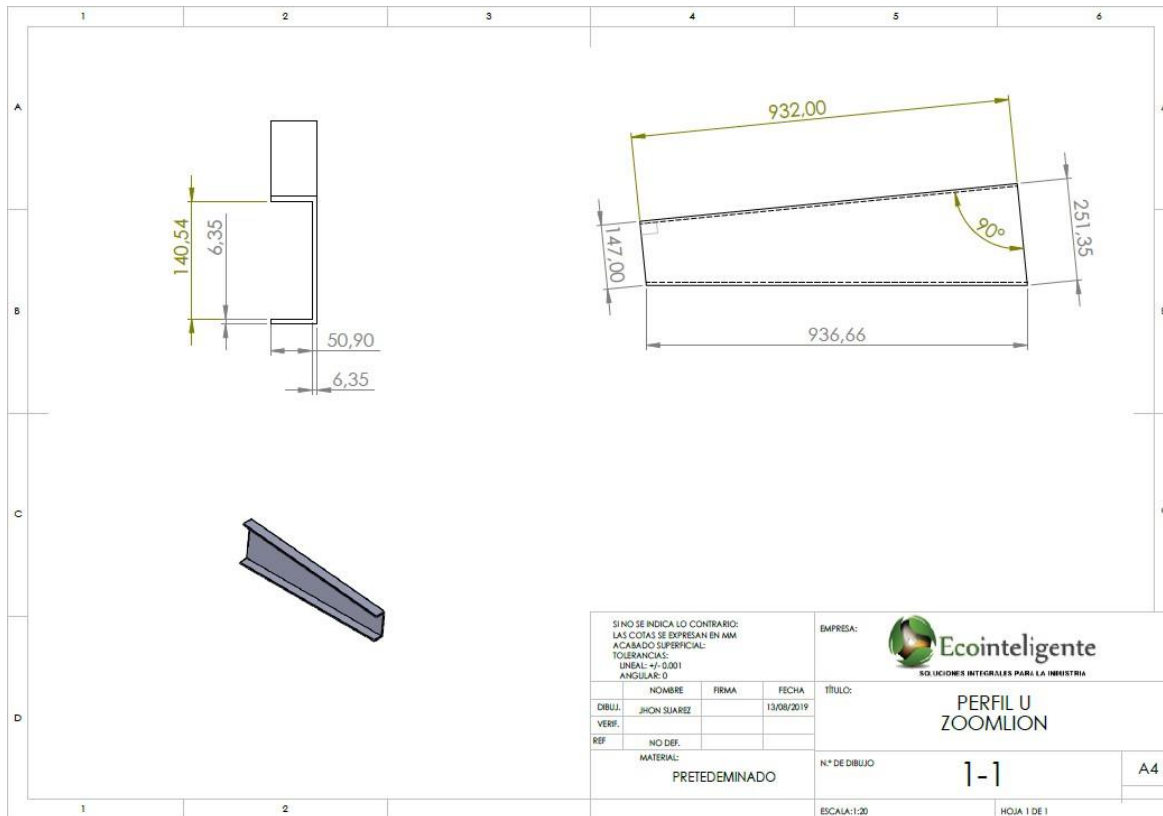 1 2 3 4 5 6
A
B
C
D
A
B
C
140,54
6,35
50,90
6,35
932,00
147,00
90°
251,35
936,66
SI NO SE INDICA LO CONTRARIO:
LAS COTAS SE EXPRESAN EN MM
ACABADO SUPERFICIAL:
TOLERANCIAS:
LINEAL: +/- 0.001
ANGULAR: 0
NOMBRE FIRMA FECHA
DIBUJ. JHON SUAREZ 13/08/2019
VERIF.
REF NO DEF.
MATERIAL:
PRETEDEMINADO
EMPRESA:
Ecointeligente
SOLUCIONES INTEGRALES PARA LA INDUSTRIA
TÍTULO:
PERFIL U
ZOOMLION
N.º DE DIBUJO
1-1
A4
ESCALA:1:20 HOJA 1 DE 1
1 2